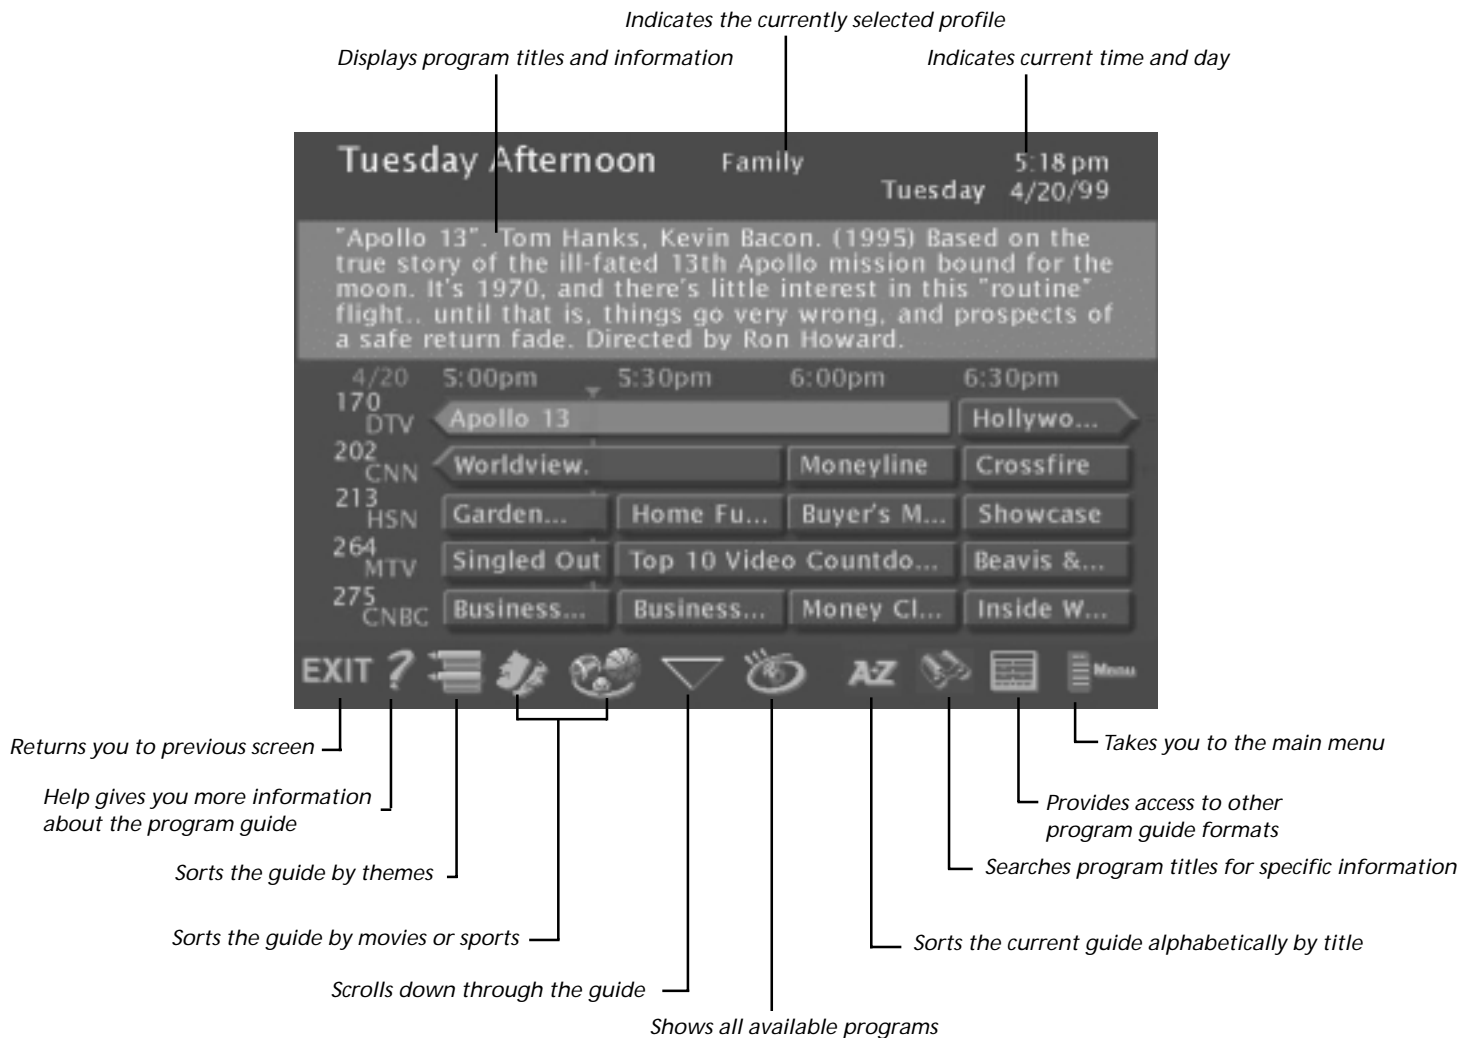 Indicates the currently selected profile
Displays program titles and information
Indicates current time and day
Tuesday Afternoon
Family
5:18 pm
Tuesday 4/20/99
"Apollo 13". Tom Hanks, Kevin Bacon. (1995) Based on the
true story of the ill-fated 13th Apollo mission bound for the
moon. It's 1970, and there's little interest in this "routine"
flight.. until that is, things go very wrong, and prospects of
a safe return fade. Directed by Ron Howard.
4/20 5:00pm 5:30pm 6:00pm 6:30pm
170 DTV Apollo 13 Hollywo...
202 CNN Worldview. Moneyline Crossfire
213 HSN Garden... Home Fu... Buyer's M... Showcase
264 MTV Singled Out Top 10 Video Countdo... Beavis &...
275 CNBC Business... Business... Money Cl... Inside W...
EXIT ? A-Z Menu
Returns you to previous screen
Takes you to the main menu
Help gives you more information
about the program guide
Provides access to other
program guide formats
Sorts the guide by themes
Searches program titles for specific information
Sorts the guide by movies or sports
Sorts the current guide alphabetically by title
Scrolls down through the guide
Shows all available programs